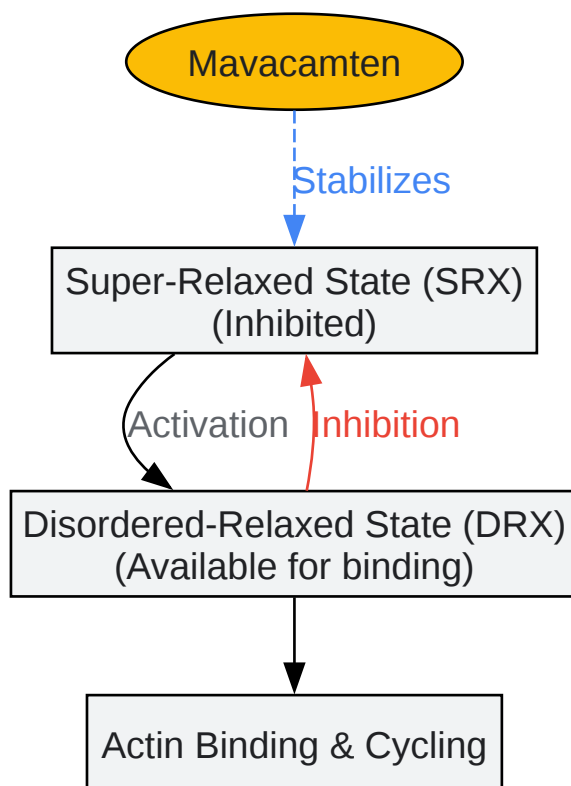 Mavacamten
Stabilizes
Super-Relaxed State (SRX)
(Inhibited)
Activation
Inhibition
Disordered-Relaxed State (DRX)
(Available for binding)
Actin Binding & Cycling